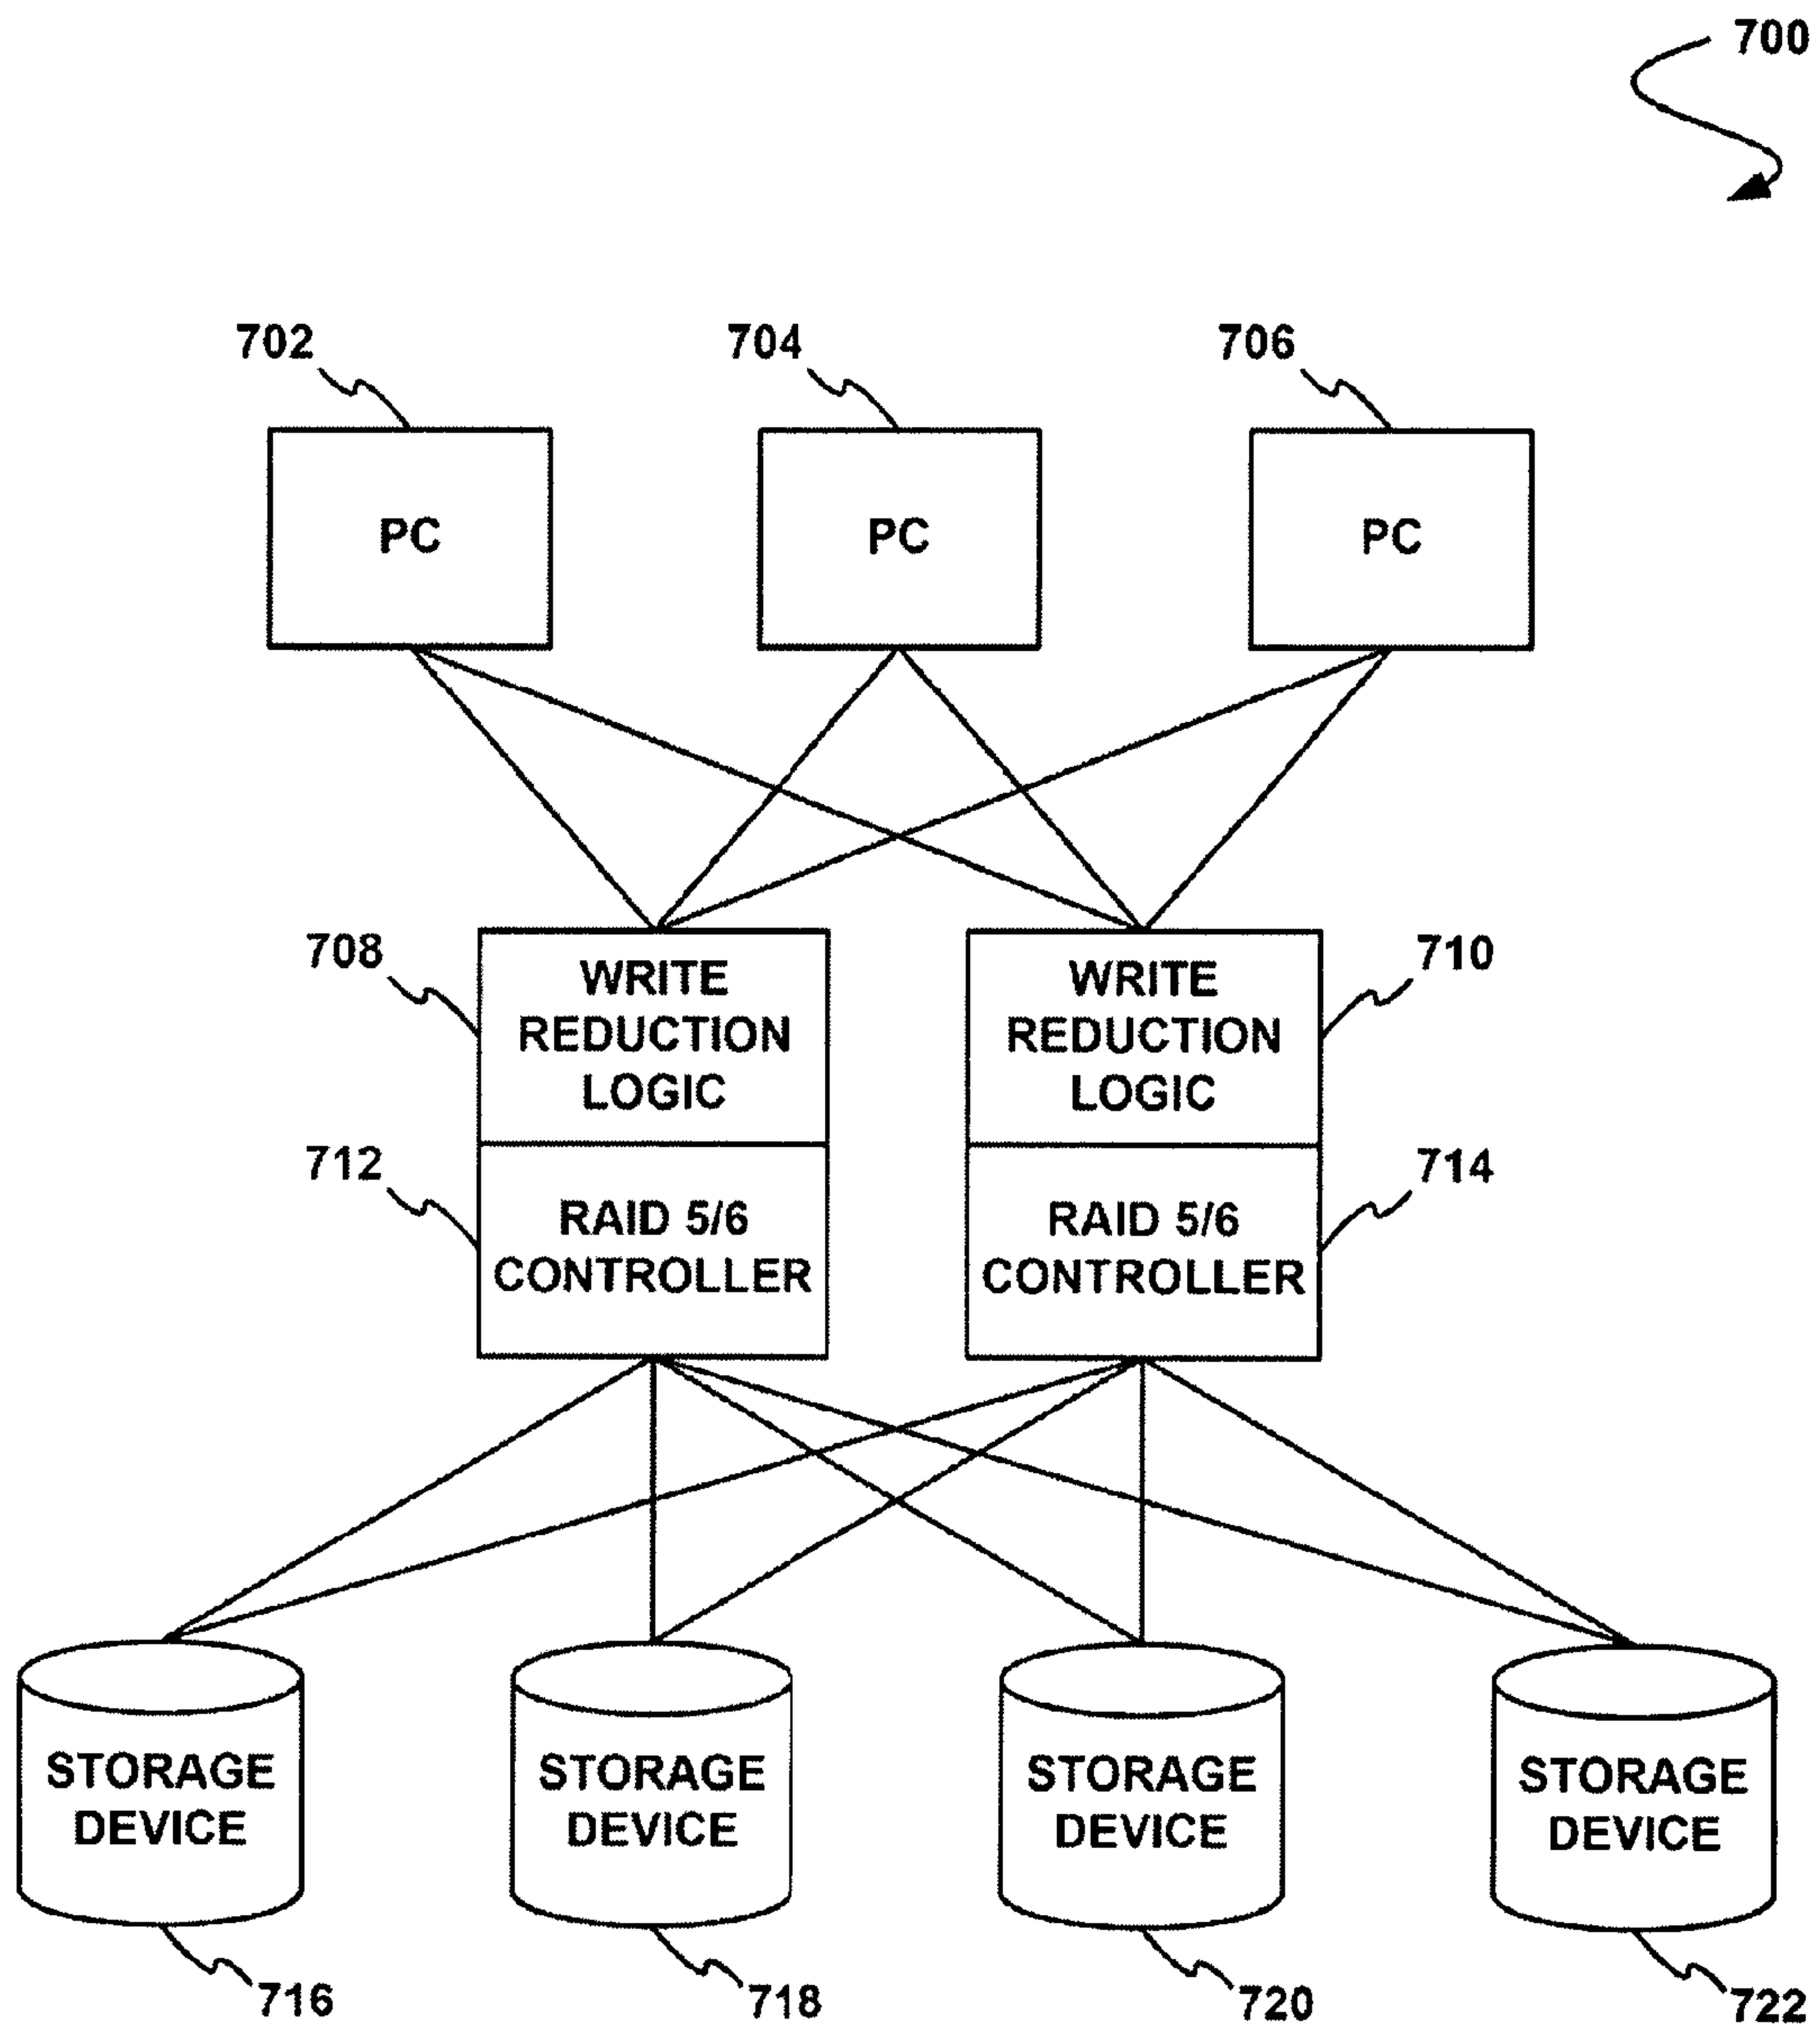 700
702
704
706
PC
PC
PC
708
WRITE
REDUCTION
LOGIC
WRITE
REDUCTION
LOGIC
710
712
RAID 5/6
CONTROLLER
RAID 5/6
CONTROLLER
714
STORAGE
DEVICE
STORAGE
DEVICE
STORAGE
DEVICE
STORAGE
DEVICE
716
718
720
722